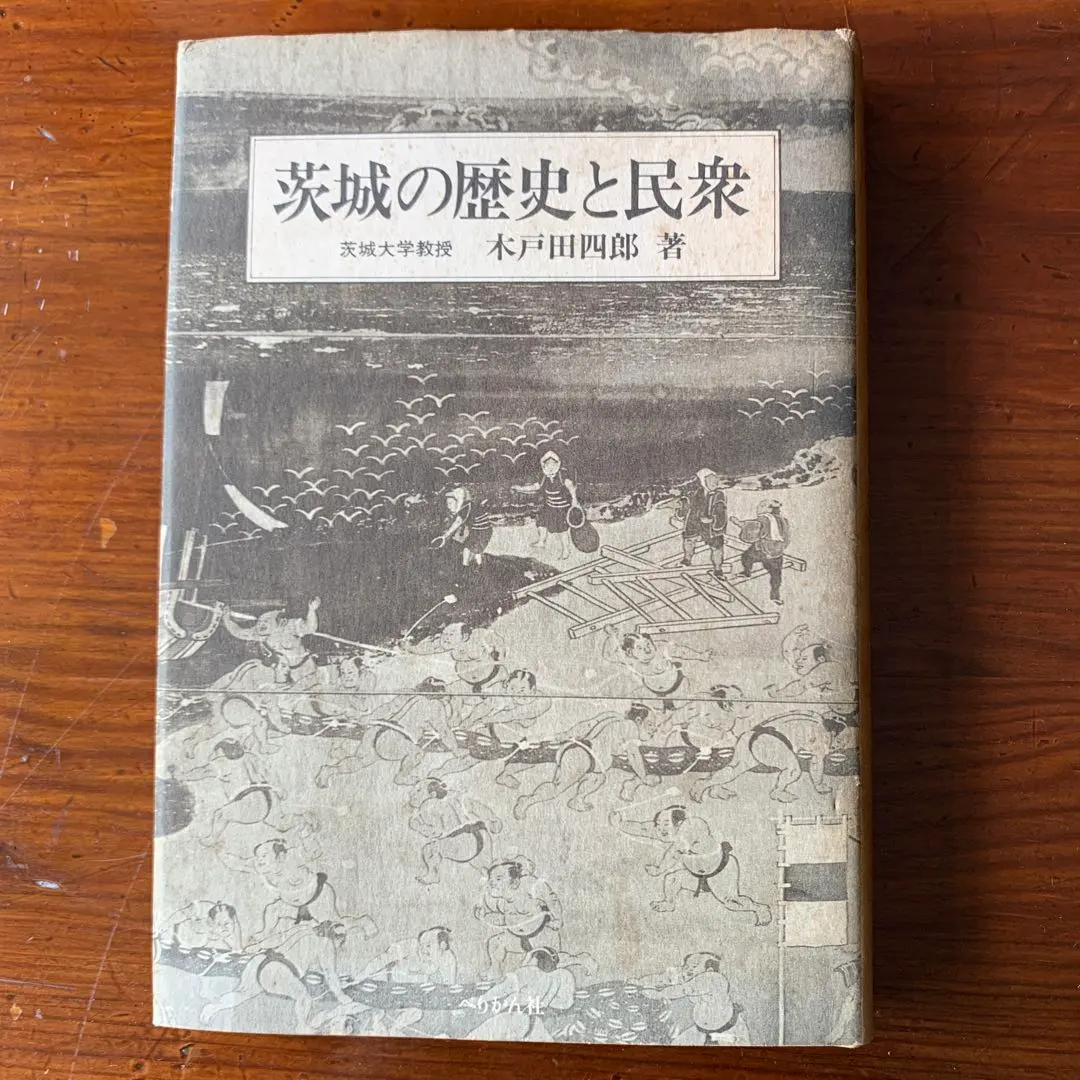 茨城の歴史と民衆
茨城大学教授 木戸田四郎 著
ぺりかん社